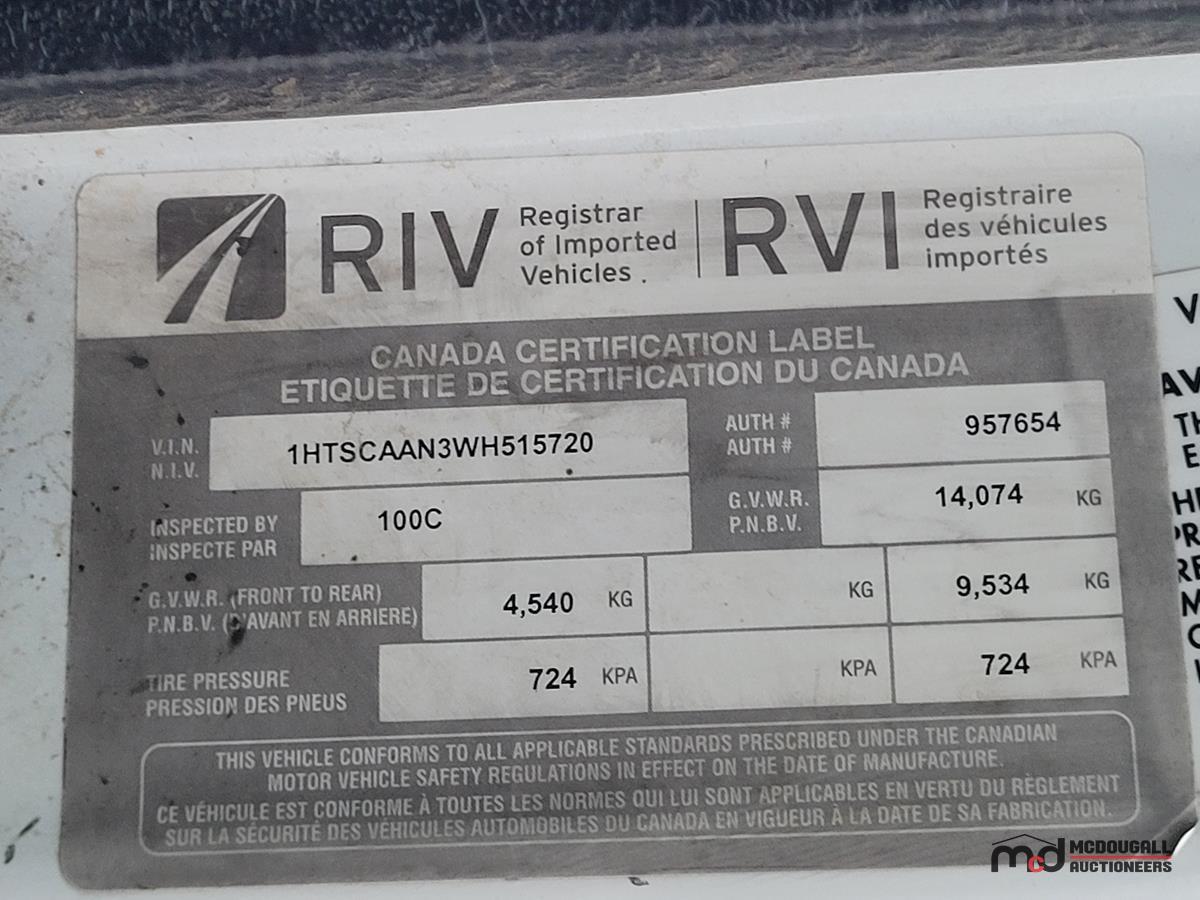 RIV
Registrar
of Imported
Vehicles.
RVI
Registraire
des véhicules
importés
CANADA CERTIFICATION LABEL
ETIQUETTE DE CERTIFICATION DU CANADA
V.I.N.
N.I.V.
1HTSCAAN3WH515720
AUTH #
AUTH #
957654
INSPECTED BY
INSPECTE PAR
100C
G.V.W.R.
P.N.B.V.
14,074 KG
G.V.W.R. (FRONT TO REAR)
P.N.B.V. (D'AVANT EN ARRIERE)
4,540 KG
KG
9,534 KG
TIRE PRESSURE
PRESSION DES PNEUS
724 KPA
KPA
724 KPA
THIS VEHICLE CONFORMS TO ALL APPLICABLE STANDARDS PRESCRIBED UNDER THE CANADIAN
MOTOR VEHICLE SAFETY REGULATIONS IN EFFECT ON THE DATE OF MANUFACTURE.
CE VÉHICULE EST CONFORME À TOUTES LES NORMES QUI LUI SONT APPLICABLES EN VERTU DU RÈGLEMENT
SUR LA SÉCURITÉ DES VÉHICULES AUTOMOBILES DU CANADA EN VIGUEUR À LA DATE DE SA FABRICATION.
mcd MCDOUGALL
AUCTIONEERS